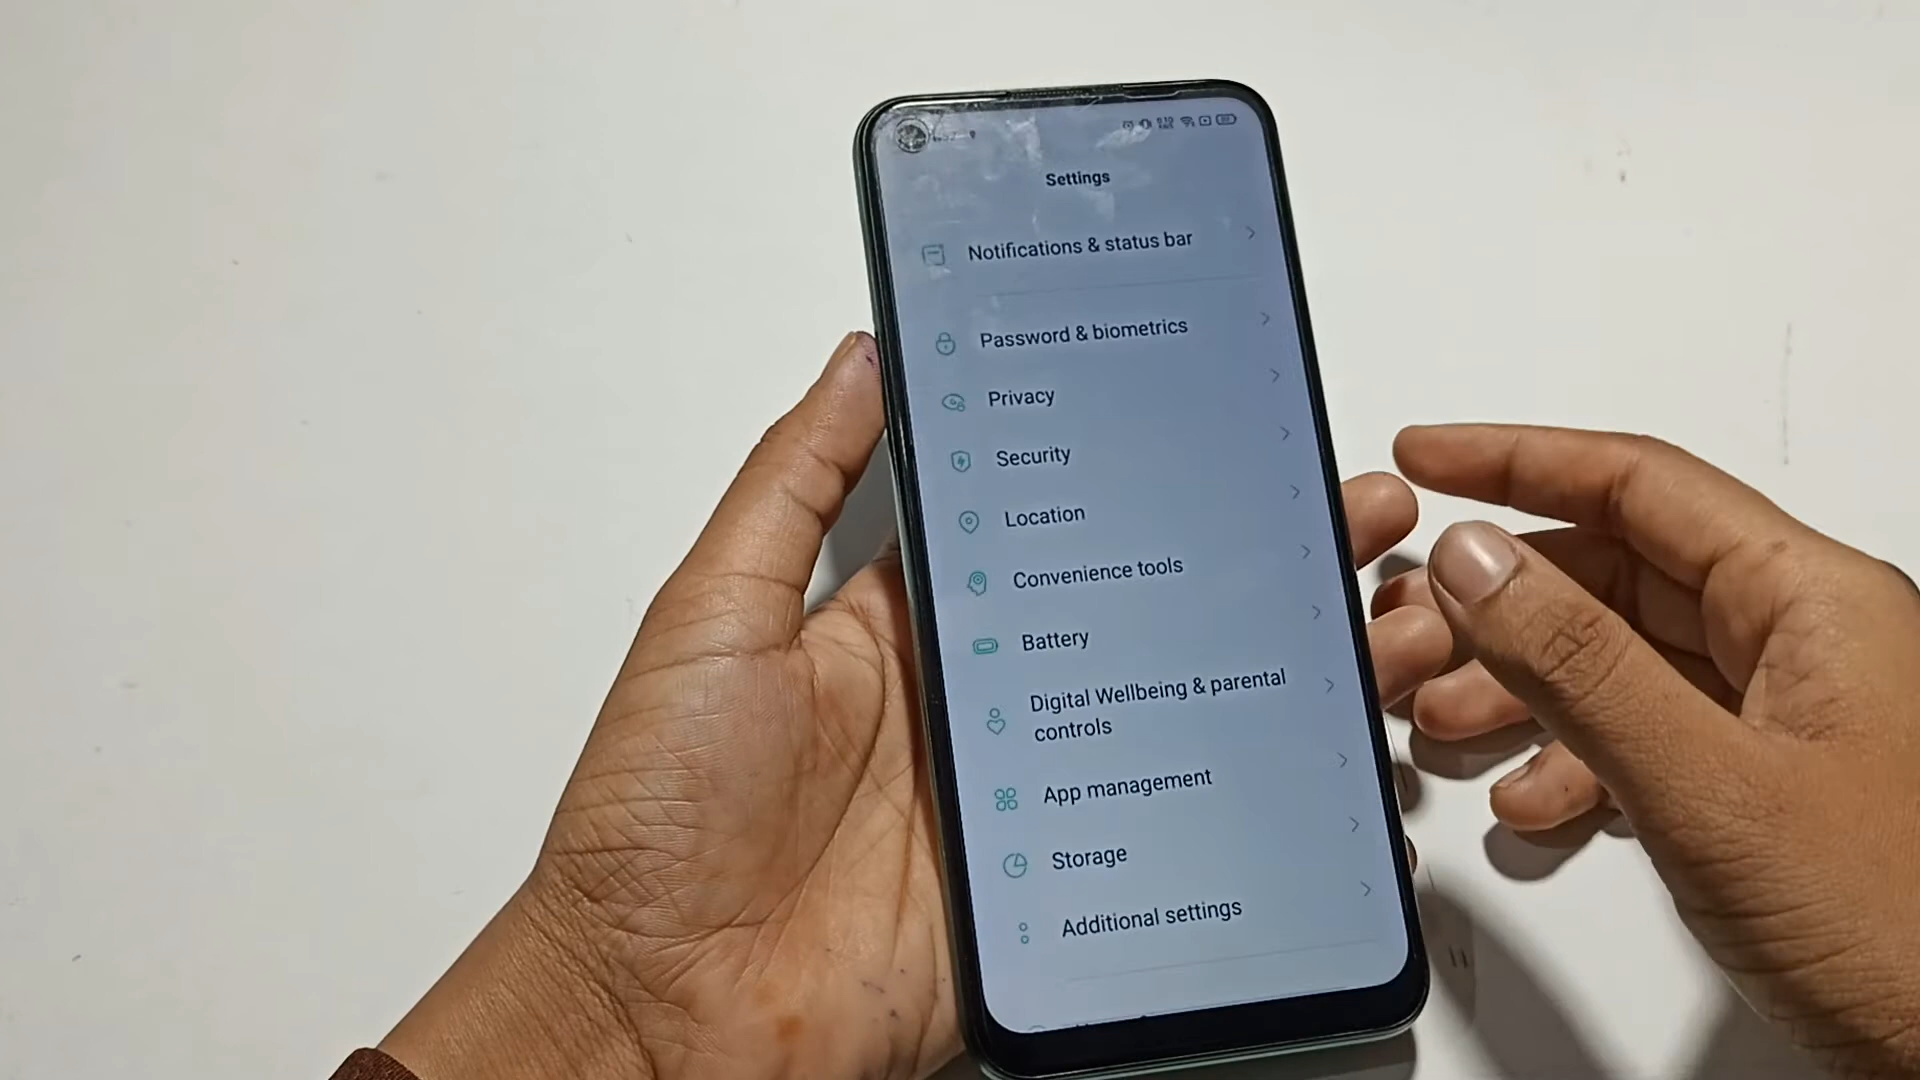 Settings
Notifications & status bar
Password & biometrics
Privacy
Security
Location
Convenience tools
Battery
Digital Wellbeing & parental
controls
App management
Storage
Additional settings